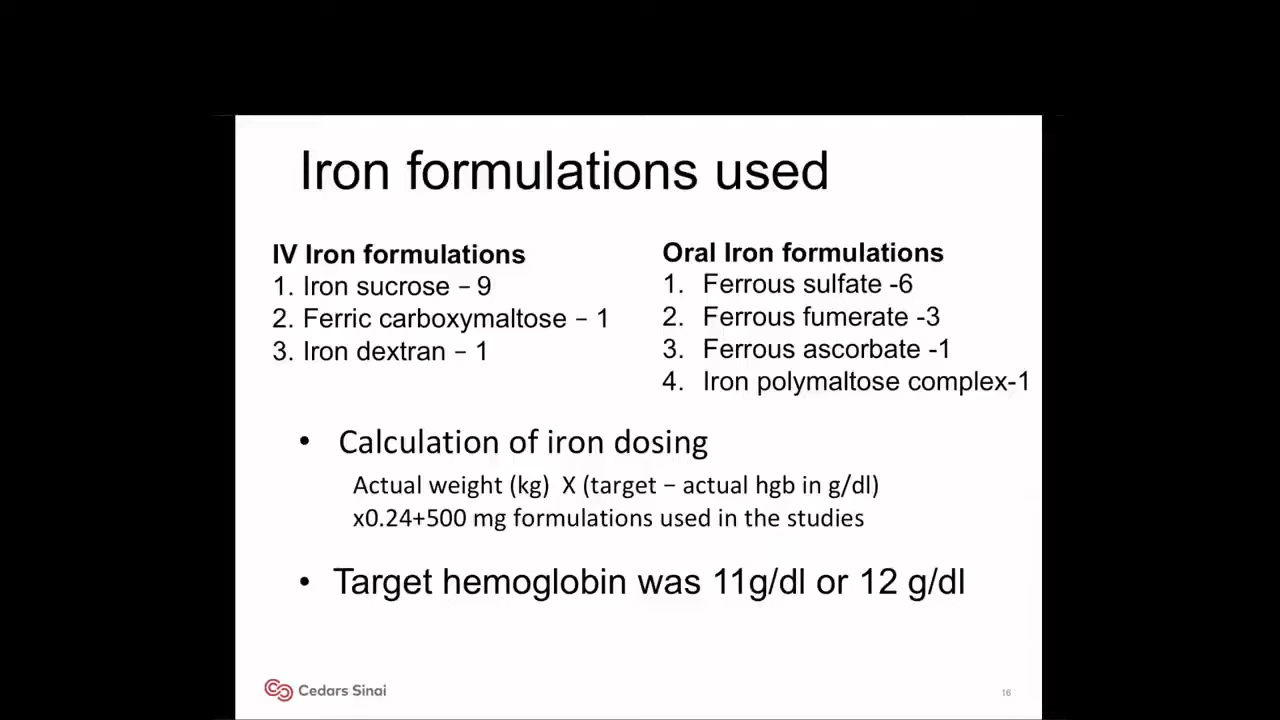 Iron formulations used
IV Iron formulations
1. Iron sucrose – 9
2. Ferric carboxymaltose – 1
3. Iron dextran – 1
Oral Iron formulations
1. Ferrous sulfate -6
2. Ferrous fumerate -3
3. Ferrous ascorbate -1
4. Iron polymaltose complex-1
• Calculation of iron dosing
Actual weight (kg) X (target – actual hgb in g/dl)
x0.24+500 mg formulations used in the studies
• Target hemoglobin was 11g/dl or 12 g/dl
Cedars Sinai
16